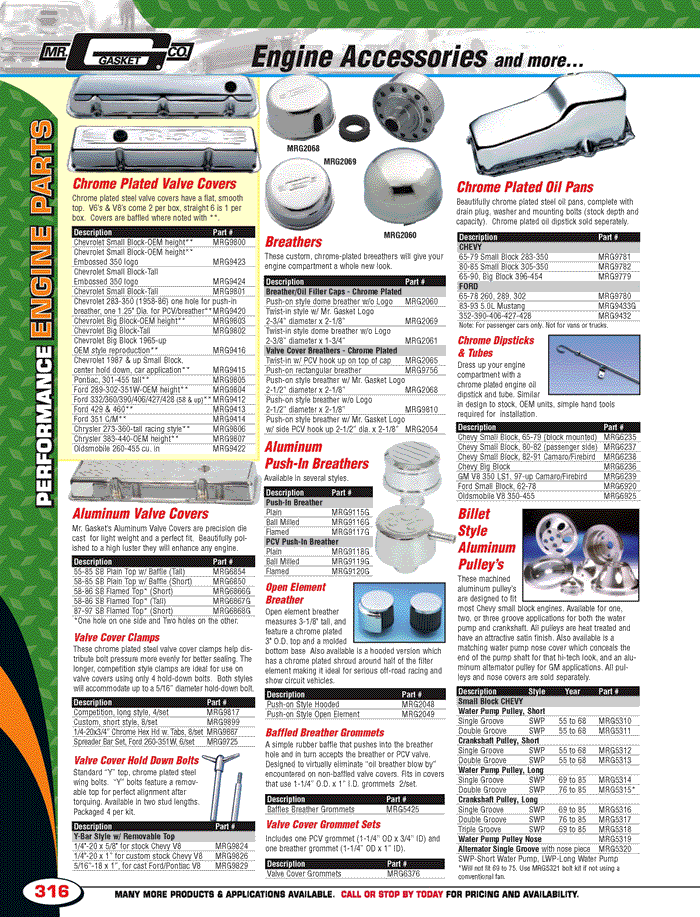 MR. GASKET CO.
Engine Accessories and more...
PERFORMANCE ENGINE PARTS
Chrome Plated Valve Covers
Chrome plated steel valve covers have a flat, smooth
top. V6's & V8's come 2 per box, straight 6 is 1 per
box. Covers are baffled where noted with **.
Description Part #
Chevrolet Small Block-OEM height** MRG9800
Chevrolet Small Block-OEM height**
Embossed 350 logo MRG9423
Chevrolet Small Block-Tall
Embossed 350 logo MRG9424
Chevrolet Small Block-Tall MRG9801
Chevrolet 283-350 (1958-86) one hole for push-in
breather, one 1.25" Dia. for PCV/breather** MRG9420
Chevrolet Big Block-OEM height** MRG9803
Chevrolet Big Block-Tall MRG9802
Chevrolet Big Block 1965-up
OEM style reproduction** MRG9416
Chevrolet 1987 & up Small Block,
center hold down, car application** MRG9415
Pontiac, 301-455 tall** MRG9805
Ford 289-302-351W-OEM height** MRG9804
Ford 332/360/390/406/427/428 (58 & up)** MRG9412
Ford 429 & 460** MRG9413
Ford 351 C/M** MRG9414
Chrysler 273-360-tall racing style** MRG9806
Chrysler 383-440-OEM height** MRG9807
Oldsmobile 260-455 cu. in MRG9422
Aluminum Valve Covers
Mr. Gasket's Aluminum Valve Covers are precision die
cast for light weight and a perfect fit. Beautifully pol-
ished to a high luster they will enhance any engine.
Description Part #
55-85 SB Plain Top w/ Baffle (Tall) MRG6854
58-85 SB Plain Top w/ Baffle (Short) MRG6850
58-86 SB Flamed Top* (Short) MRG6866G
58-86 SB Flamed Top* (Tall) MRG6867G
87-97 SB Flamed Top* (Short) MRG6868G
*One hole on one side and Two holes on the other.
Valve Cover Clamps
These chrome plated steel valve cover clamps help dis-
tribute bolt pressure more evenly for better sealing. The
longer, competition style clamps are ideal for use on
valve covers using only 4 hold-down bolts. Both styles
will accommodate up to a 5/16" diameter hold-down bolt.
Description Part #
Competition, long style, 4/set MRG9817
Custom, short style, 8/set MRG9899
1/4-20x3/4" Chrome Hex Hd w. Tabs, 8/set MRG9887
Spreader Bar Set, Ford 260-351W, 6/set MRG9725
Valve Cover Hold Down Bolts
Standard "Y" top, chrome plated steel
wing bolts. "Y" bolts feature a remov-
able top for perfect alignment after
torquing. Available in two stud lengths.
Packaged 4 per kit.
Description Part #
Y-Bar Style w/ Removable Top
1/4"-20 x 5/8" for stock Chevy V8 MRG9824
1/4"-20 x 1" for custom stock Chevy V8 MRG9826
5/16"-18 x 1", for cast Ford/Pontiac V8 MRG9829
MRG2068
MRG2069
MRG2060
Breathers
These custom, chrome-plated breathers will give your
engine compartment a whole new look.
Description Part #
Breather/Oil Filler Caps - Chrome Plated
Push-on style dome breather w/o Logo MRG2060
Twist-in style w/ Mr. Gasket Logo
2-3/4" diameter x 2-1/8" MRG2069
Twist-in style dome breather w/o Logo
2-3/8" diameter x 1-3/4" MRG2061
Valve Cover Breathers - Chrome Plated
Twist-in w/ PCV hook up on top of cap MRG2065
Push-on rectangular breather MRG9756
Push-on style breather w/ Mr. Gasket Logo
2-1/2" diameter x 2-1/8" MRG2068
Push-on style breather w/o Logo
2-1/2" diameter x 2-1/8" MRG9810
Push-on style breather w/ Mr. Gasket Logo
w/ side PCV hook up 2-1/2" dia. x 2-1/8" MRG2054
Aluminum
Push-In Breathers
Available in several styles.
Description Part #
Push-In Breather
Plain MRG9115G
Ball Milled MRG9116G
Flamed MRG9117G
PCV Push-In Breather
Plain MRG9118G
Ball Milled MRG9119G
Flamed MRG9120G
Open Element
Breather
Open element breather
measures 3-1/8" tall, and
feature a chrome plated
3" O.D. top and a molded
bottom base Also available is a hooded version which
has a chrome plated shroud around half of the filter
element making it ideal for serious off-road racing and
show circuit vehicles.
Description Part #
Push-on Style Hooded MRG2048
Push-on Style Open Element MRG2049
Baffled Breather Grommets
A simple rubber baffle that pushes into the breather
hole and in turn accepts the breather or PCV valve.
Designed to virtually eliminate "oil breather blow by"
encountered on non-baffled valve covers. Fits in covers
that use 1-1/4" O.D. x 1" I.D. grommets 2/set.
Description Part #
Baffles Breather Grommets MRG5425
Valve Cover Grommet Sets
Includes one PCV grommet (1-1/4" OD x 3/4" ID) and
one breather grommet (1-1/4" OD x 1" ID).
Description Part #
Valve Cover Grommets MRG6376
Chrome Plated Oil Pans
Beautifully chrome plated steel oil pans, complete with
drain plug, washer and mounting bolts (stock depth and
capacity). Chrome plated oil dipstick sold seperately.
Description Part #
CHEVY
65-79 Small Block 283-350 MRG9781
80-85 Small Block 305-350 MRG9782
65-90, Big Block 396-454 MRG9779
FORD
65-78 260, 289, 302 MRG9780
83-93 5.0L Mustang MRG9433G
352-390-406-427-428 MRG9432
Note: For passenger cars only. Not for vans or trucks.
Chrome Dipsticks
& Tubes
Dress up your engine
compartment with a
chrome plated engine oil
dipstick and tube. Similar
in design to stock. OEM units, simple hand tools
required for installation.
Description Part #
Chevy Small Block, 65-79 (block mounted) MRG6235
Chevy Small Block, 80-82 (passenger side) MRG6237
Chevy Small Block, 82-91 Camaro/Firebird MRG6238
Chevy Big Block MRG6236
GM V8 350 LS1, 97-up Camaro/Firebird MRG6239
Ford Small Block, 62-78 MRG6920
Oldsmobile V8 350-455 MRG6925
Billet
Style
Aluminum
Pulley's
These machined
aluminum pulley's
are designed to fit
most Chevy small block engines. Available for one,
two, or three groove applications for both the water
pump and crankshaft. All pulleys are heat treated and
have an attractive satin finish. Also available is a
matching water pump nose cover which conceals the
end of the pump shaft for that hi-tech look, and an alu-
minum alternator pulley for GM applications. All pul-
leys and nose covers are sold separately.
Description Style Year Part #
Small Block CHEVY
Water Pump Pulley, Short
Single Groove SWP 55 to 68 MRG5310
Double Groove SWP 55 to 68 MRG5311
Crankshaft Pulley, Short
Single Groove SWP 55 to 68 MRG5312
Double Groove SWP 55 to 68 MRG5313
Water Pump Pulley, Long
Single Groove SWP 69 to 85 MRG5314
Double Groove SWP 76 to 85 MRG5315*
Crankshaft Pulley, Long
Single Groove SWP 69 to 85 MRG5316
Double Groove SWP 76 to 85 MRG5317
Triple Groove SWP 69 to 85 MRG5318
Water Pump Pulley Nose MRG5319
Alternator Single Groove with nose piece MRG5320
SWP-Short Water Pump, LWP-Long Water Pump
*Will not fit 69 to 75. Use MRG5321 bolt kit if not using a
conventional fan.
316 MANY MORE PRODUCTS & APPLICATIONS AVAILABLE. CALL OR STOP BY TODAY FOR PRICING AND AVAILABILITY.